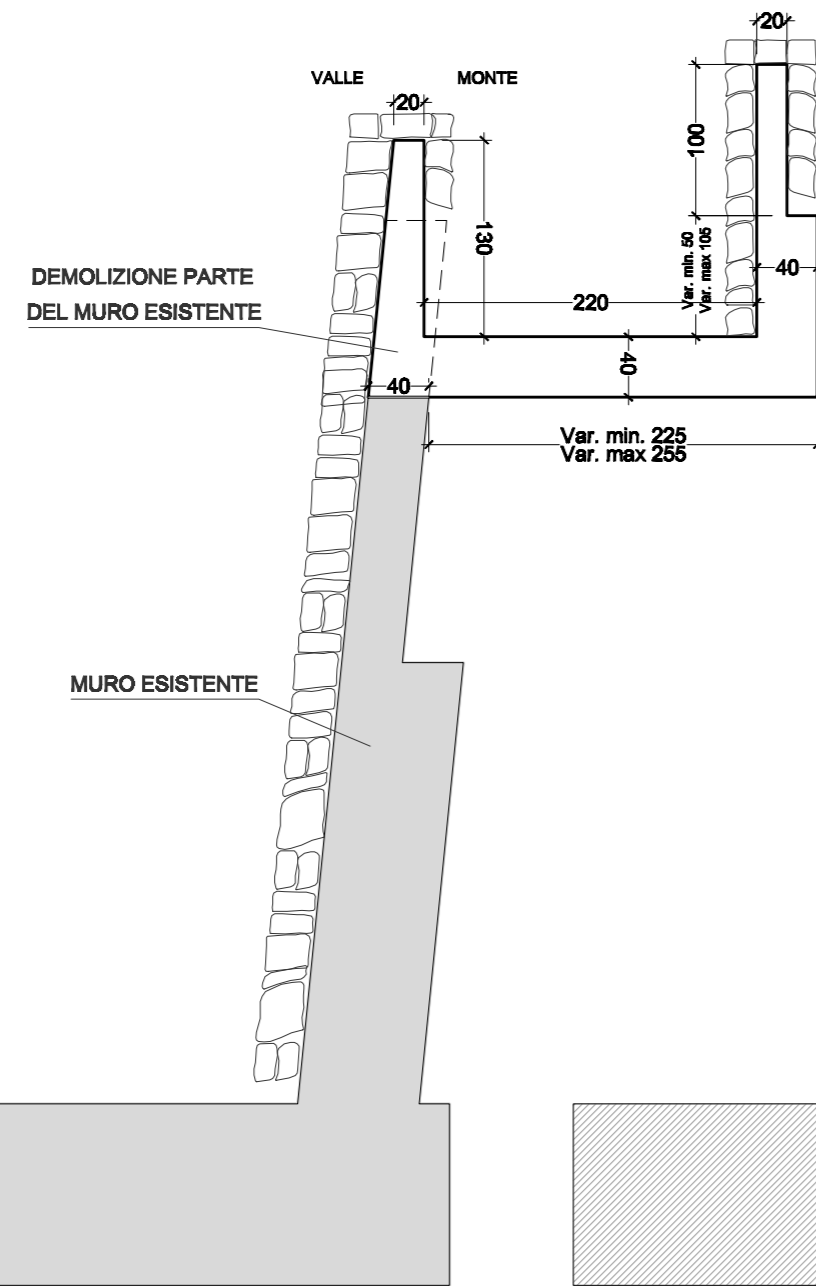 20
VALLE
MONTE
20
100
130
Var. min. 50
Var. max 105
DEMOLIZIONE PARTE
DEL MURO ESISTENTE
40
220
40
40
Var. min. 225
Var. max 255
MURO ESISTENTE